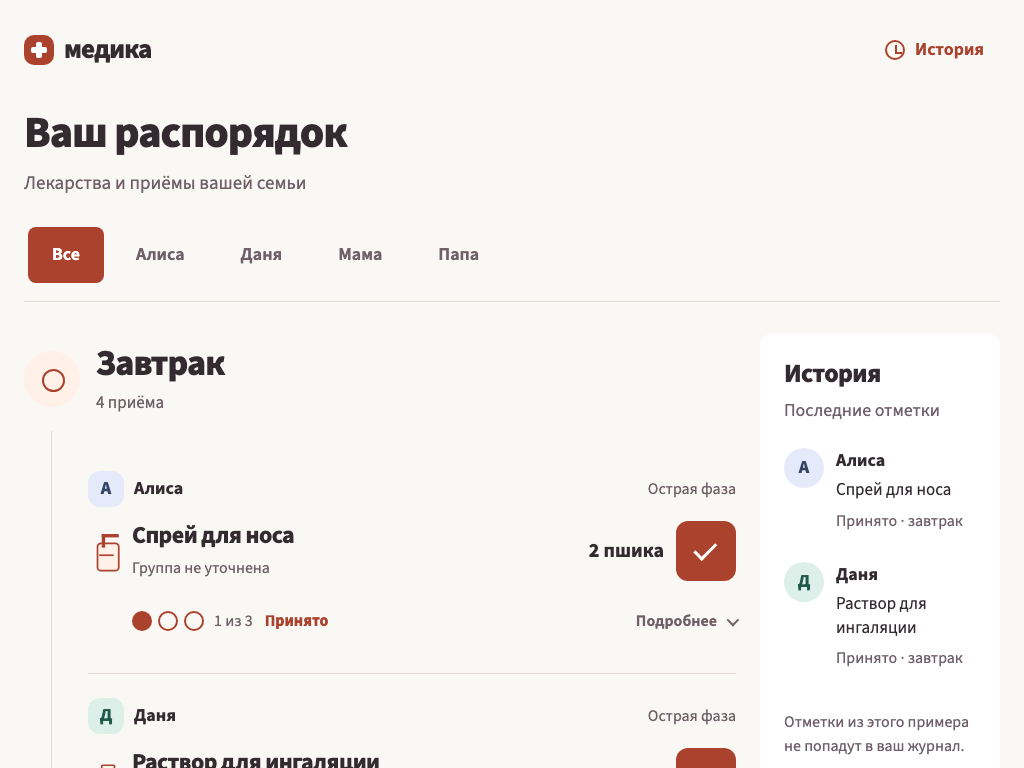 медика
История
Ваш распорядок
Лекарства и приёмы вашей семьи
Все
Алиса
Даня
Мама
Папа
Завтрак
4 приёма
А
Алиса
Острая фаза
Спрей для носа
Группа не уточнена
2 пшика
1 из 3
Принято
Подробнее
Д
Даня
Острая фаза
Раствор для ингаляции
История
Последние отметки
А
Алиса
Спрей для носа
Принято · завтрак
Д
Даня
Раствор для
ингаляции
Принято · завтрак
Отметки из этого примера
не попадут в ваш журнал.